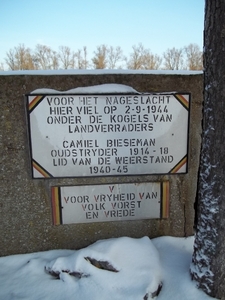 VOOR HET NAGESLACHT
HIER VIEL OP 2-9-1944
ONDER DE KOGELS VAN
LANDVERRADERS
CAMIEL BIESEMAN
OUDSTRYDER 1914-18
LID VAN DE WEERSTAND
1940-45
V
VOOR VRYHEID VAN
VOLK VORST
EN VREDE